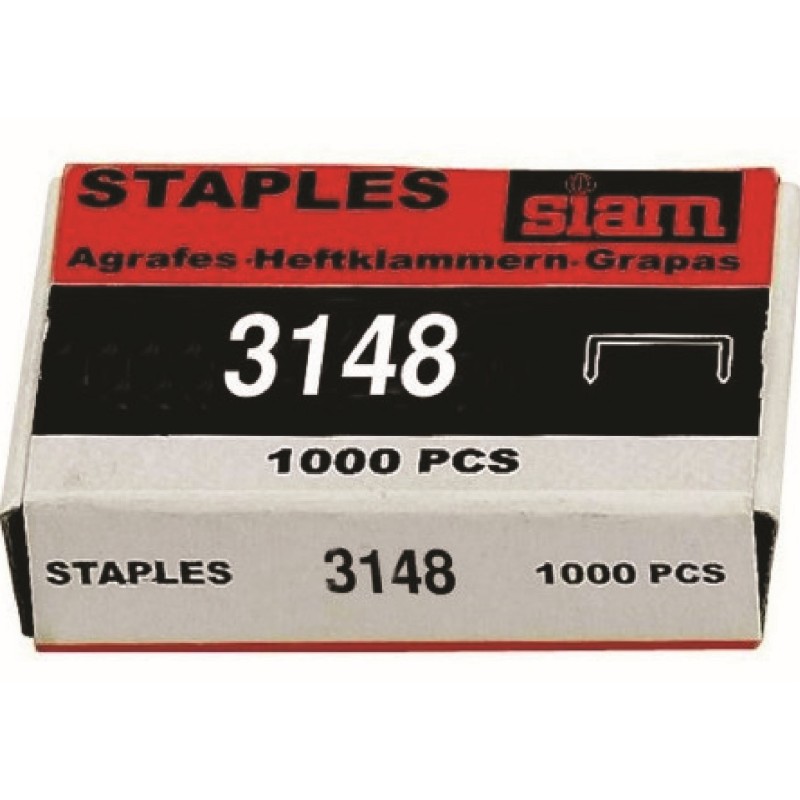 STAPLES
siam
Agrafes-Heftklammern-Grapas
3148
1000 PCS
STAPLES 3148 1000 PCS